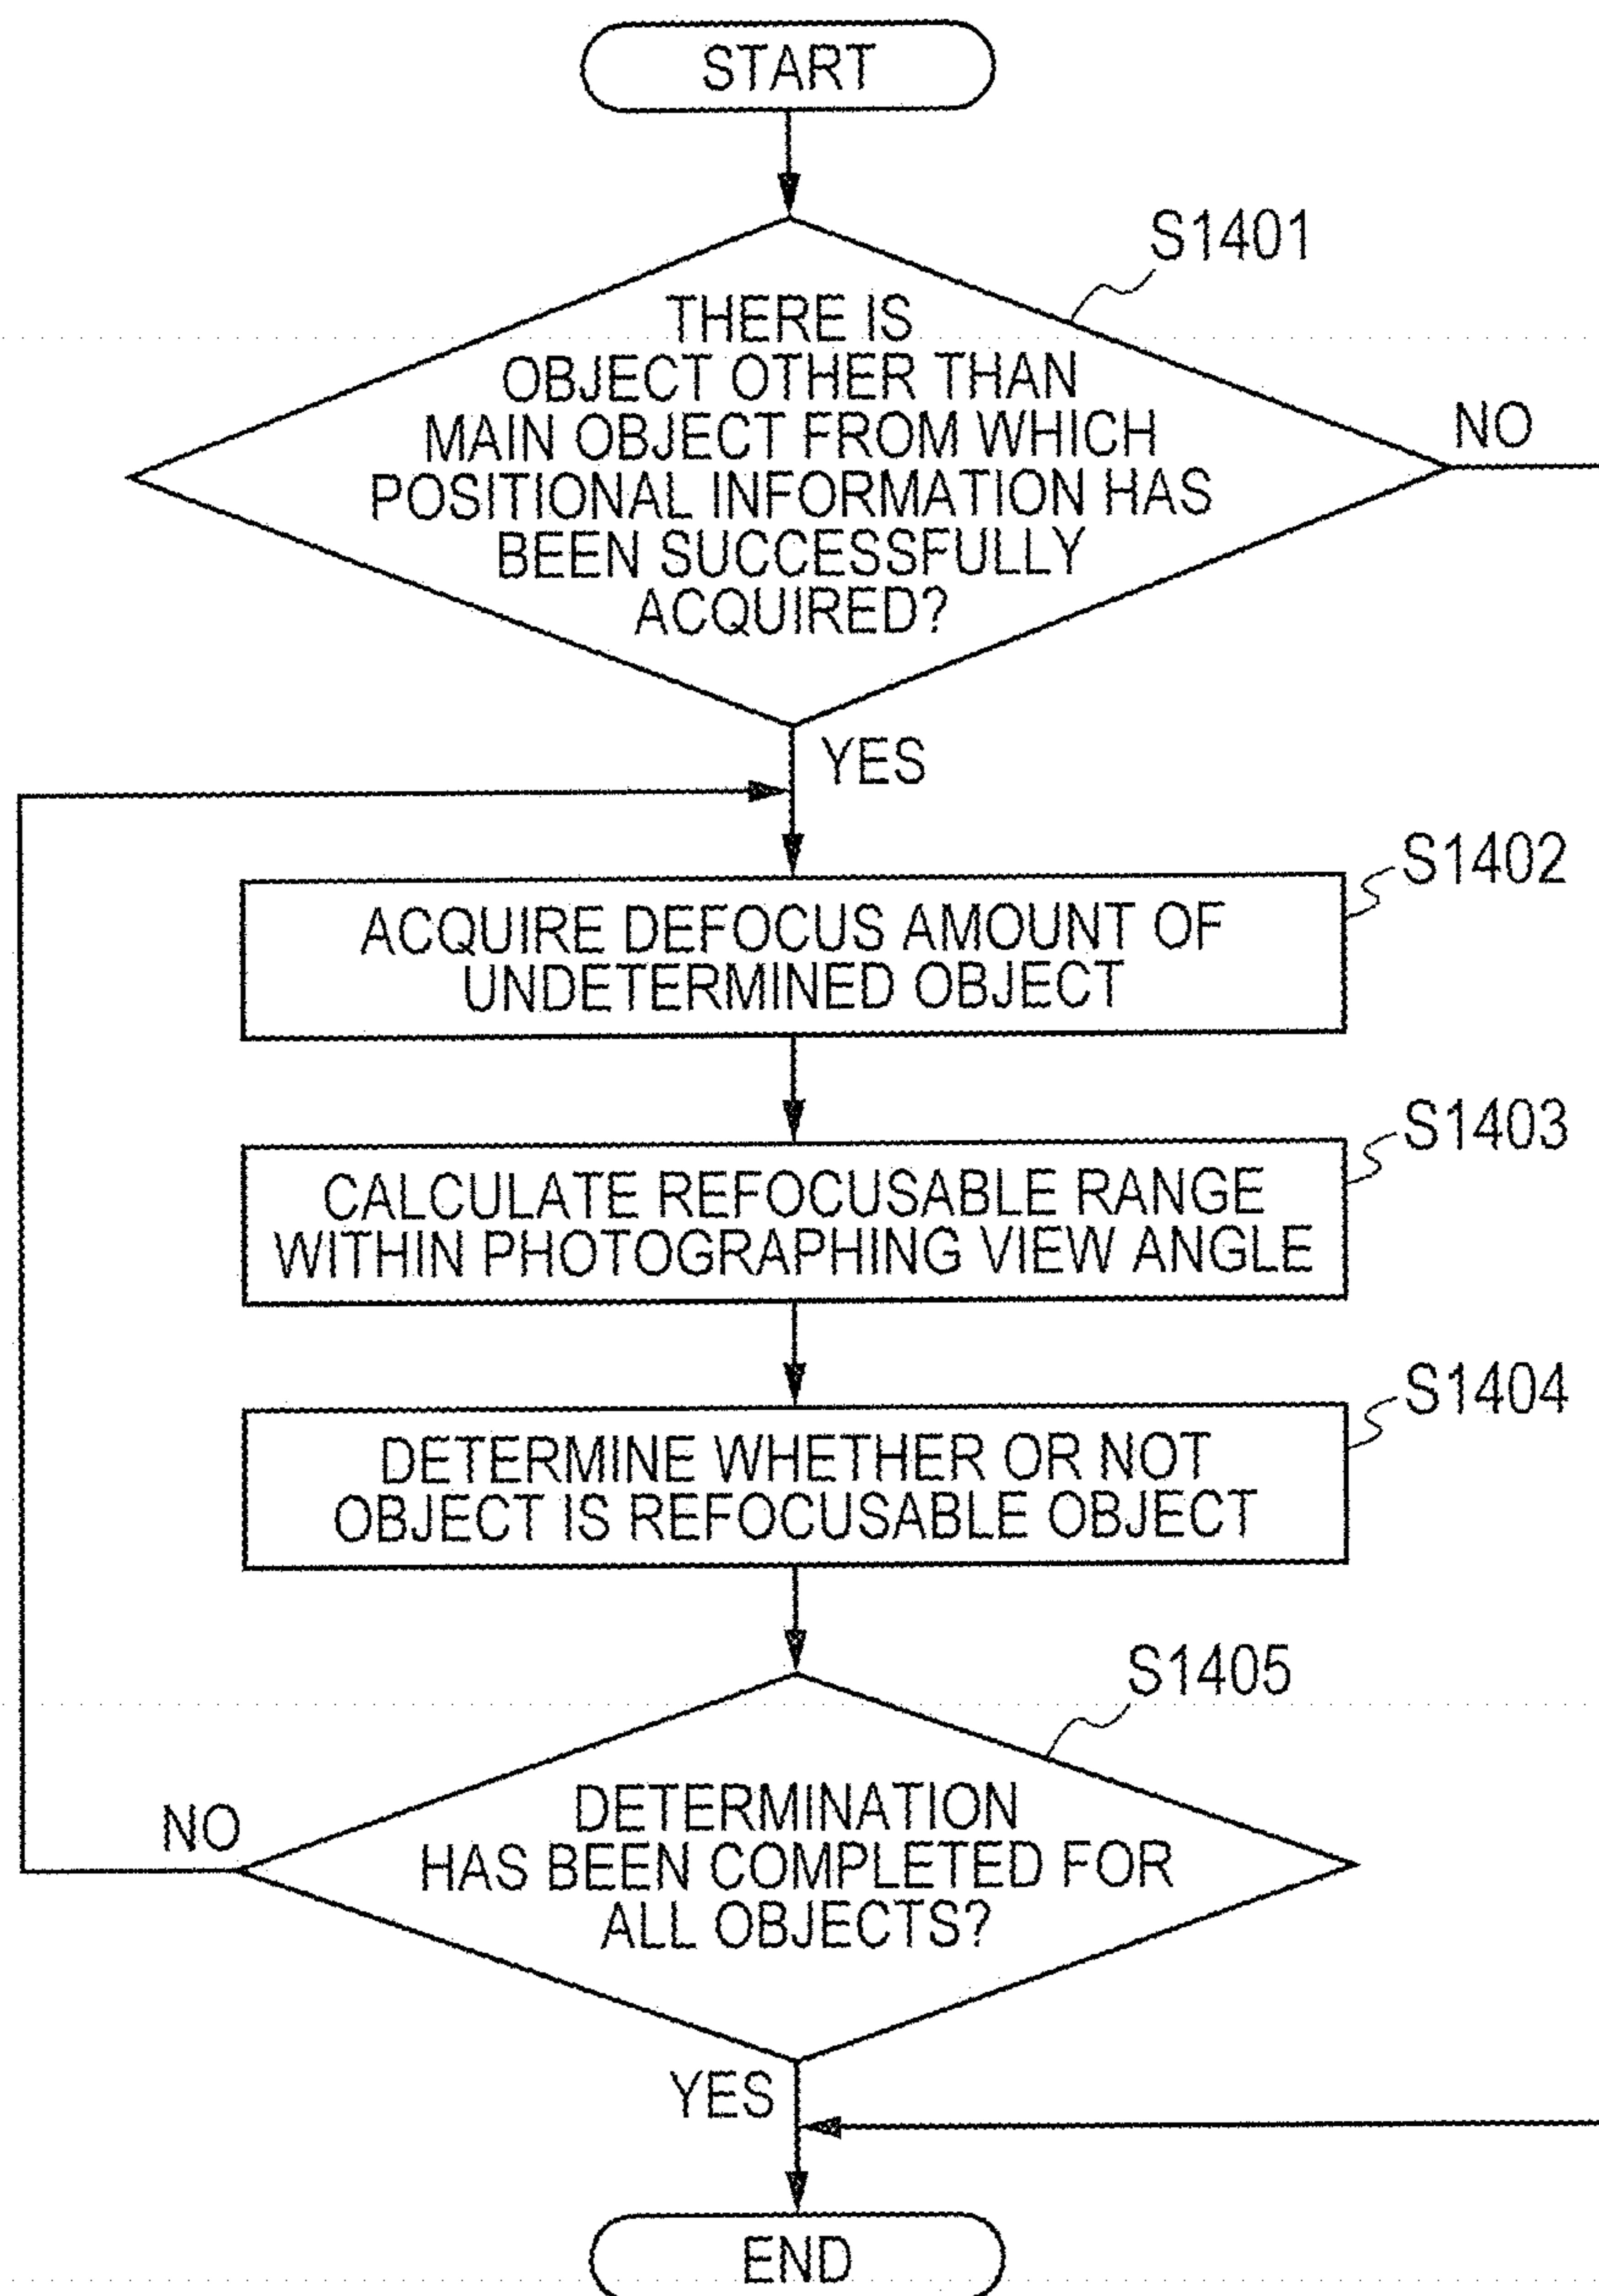 START
S1401
THERE IS
OBJECT OTHER THAN
MAIN OBJECT FROM WHICH
POSITIONAL INFORMATION HAS
BEEN SUCCESSFULLY
ACQUIRED?
NO
YES
S1402
ACQUIRE DEFOCUS AMOUNT OF
UNDETERMINED OBJECT
S1403
CALCULATE REFOCUSABLE RANGE
WITHIN PHOTOGRAPHING VIEW ANGLE
S1404
DETERMINE WHETHER OR NOT
OBJECT IS REFOCUSABLE OBJECT
S1405
DETERMINATION
HAS BEEN COMPLETED FOR
ALL OBJECTS?
NO
YES
END